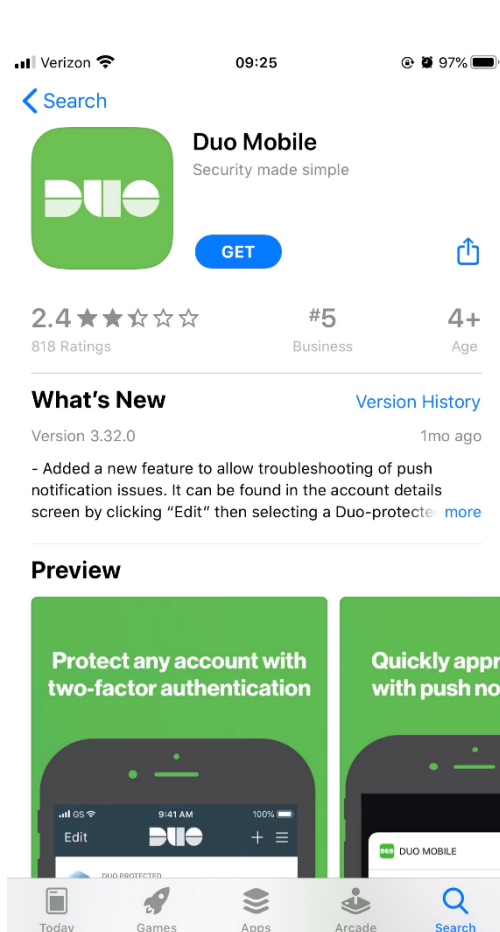 Verizon 09:25 97%
Search
DUO
Duo Mobile
Security made simple
GET
2.4 #5 4+
818 Ratings Business Age
What's New Version History
Version 3.32.0 1mo ago
- Added a new feature to allow troubleshooting of push
notification issues. It can be found in the account details
screen by clicking "Edit" then selecting a Duo-protecte more
Preview
Protect any account with
two-factor authentication
Quickly appr
with push no
GS 9:41 AM 100%
Edit DUO
DUO PROTECTED
DUO DUO MOBILE
Today Games Apps Arcade Search